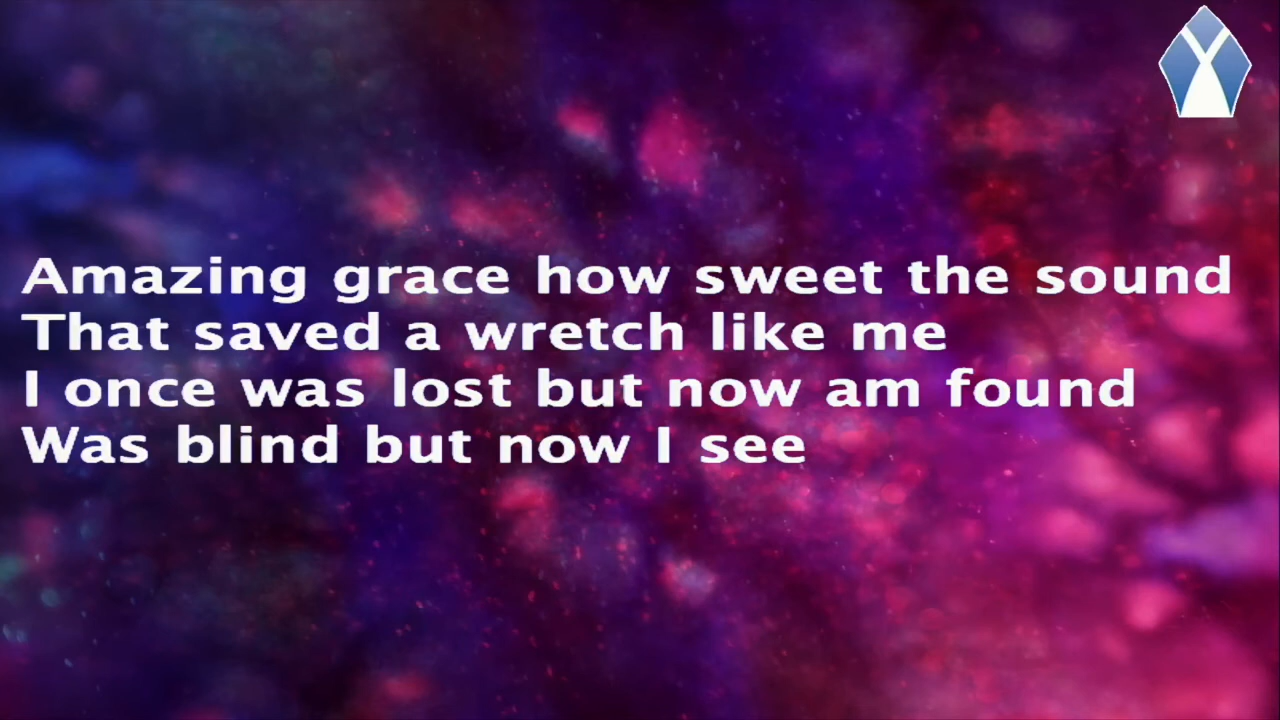 Amazing grace how sweet the sound
That saved a wretch like me
I once was lost but now am found
Was blind but now I see